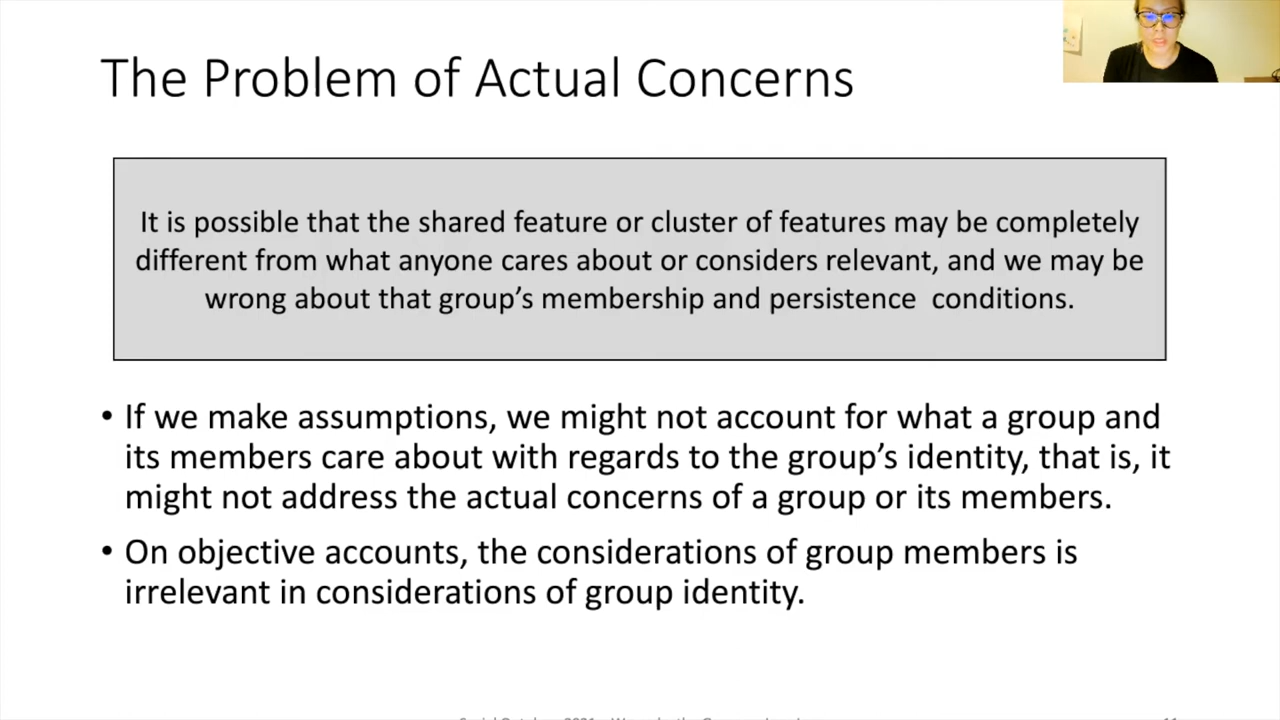 The Problem of Actual Concerns
It is possible that the shared feature or cluster of features may be completely
different from what anyone cares about or considers relevant, and we may be
wrong about that group’s membership and persistence  conditions.
• If we make assumptions, we might not account for what a group and
its members care about with regards to the group’s identity, that is, it
might not address the actual concerns of a group or its members.
• On objective accounts, the considerations of group members is
irrelevant in considerations of group identity.